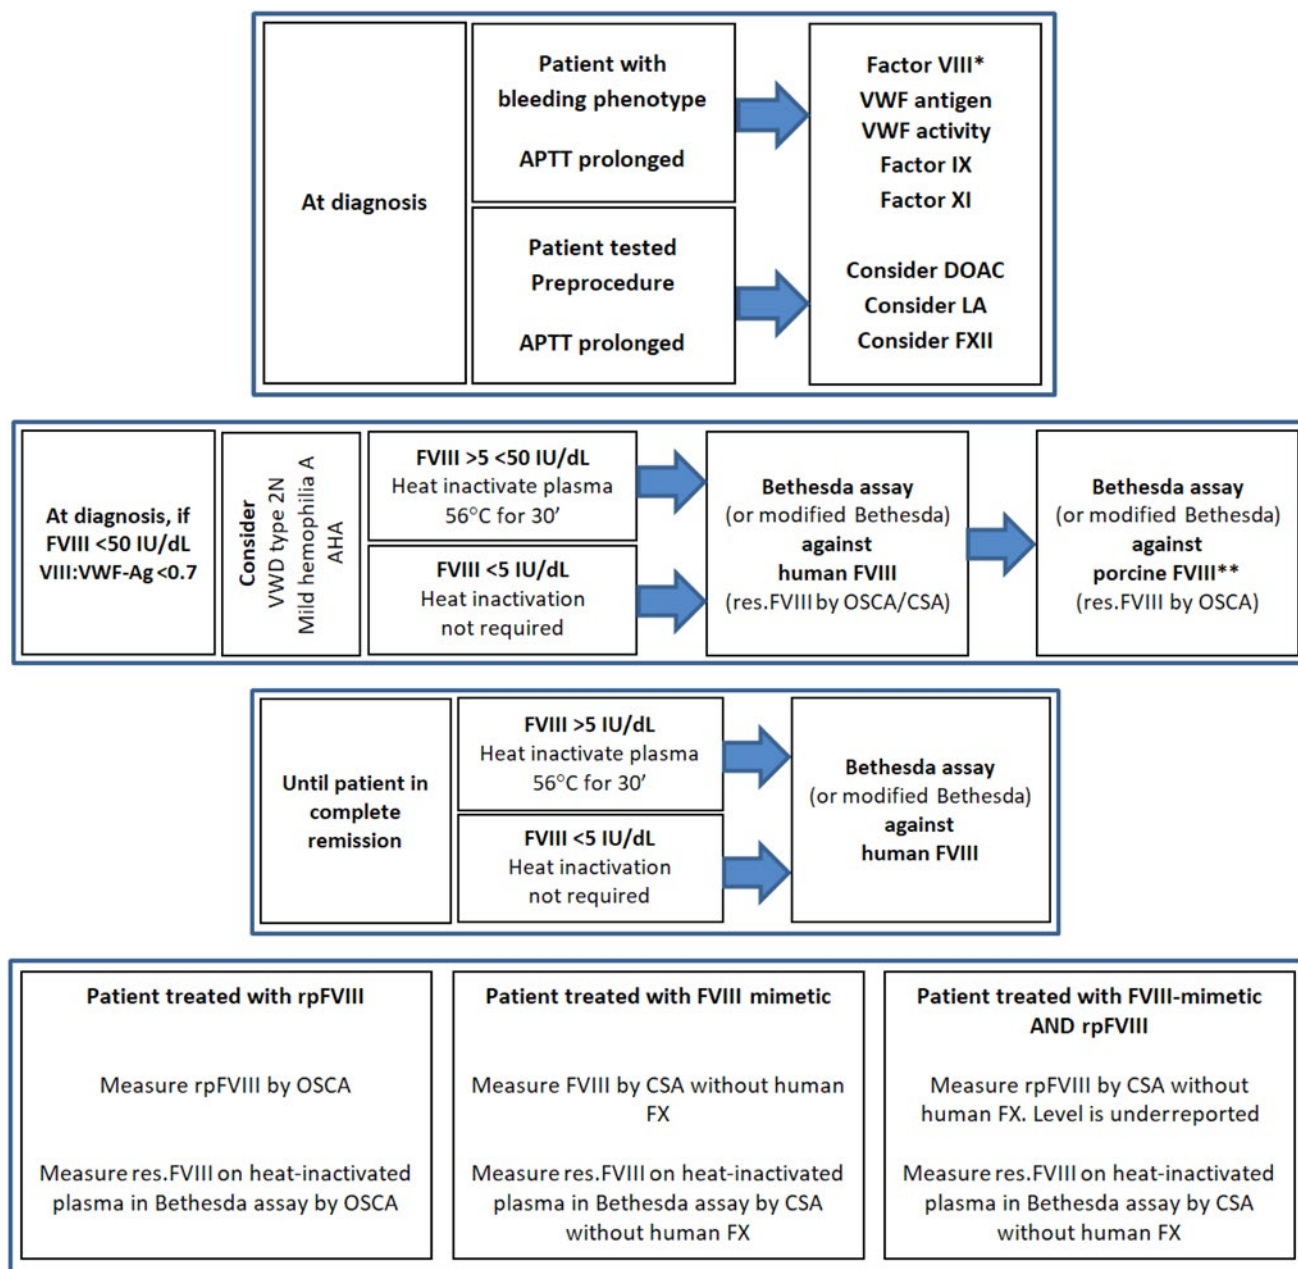 At diagnosis
Patient with
bleeding phenotype
APTT prolonged
Patient tested
Preprocedure
APTT prolonged
Factor VIII*
VWF antigen
VWF activity
Factor IX
Factor XI
Consider DOAC
Consider LA
Consider FXII
At diagnosis, if
FVIII <50 IU/dL
VIII:VWF-Ag <0.7
Consider
VWD type 2N
Mild hemophilia A
AHA
FVIII >5 <50 IU/dL
Heat inactivate plasma
56°C for 30′
FVIII <5 IU/dL
Heat inactivation
not required
Bethesda assay
(or modified Bethesda)
against
human FVIII
(res.FVIII by OSCA/CSA)
Bethesda assay
(or modified Bethesda)
against
porcine FVIII**
(res.FVIII by OSCA)
Until patient in
complete
remission
FVIII >5 IU/dL
Heat inactivate plasma
56°C for 30′
FVIII <5 IU/dL
Heat inactivation
not required
Bethesda assay
(or modified Bethesda)
against
human FVIII
Patient treated with rpFVIII
Measure rpFVIII by OSCA
Measure res.FVIII on heat-inactivated
plasma in Bethesda assay by OSCA
Patient treated with FVIII mimetic
Measure FVIII by CSA without human
FX
Measure res.FVIII on heat-inactivated
plasma in Bethesda assay by CSA
without human FX
Patient treated with FVIII-mimetic
AND rpFVIII
Measure rpFVIII by CSA without
human FX. Level is underreported
Measure res.FVIII on heat-inactivated
plasma in Bethesda assay by CSA
without human FX